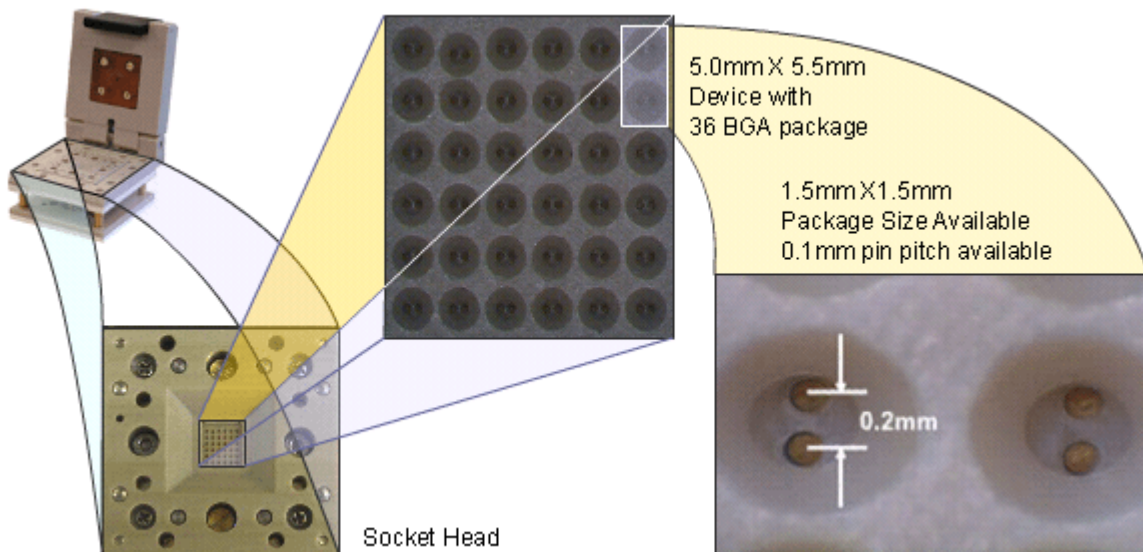 5.0mm X 5.5mm
Device with
36 BGA package
1.5mm X1.5mm
Package Size Available
0.1mm pin pitch available
0.2mm
Socket Head